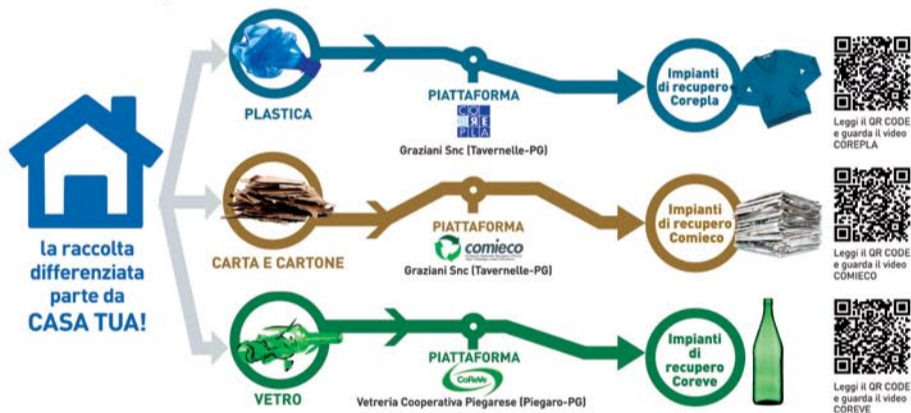 la raccolta
differenziata
parte da
CASA TUA!
PLASTICA
PIATTAFORMA
CO
RE
PLA
Graziani Snc (Tavernelle-PG)
Impianti
di recupero
Corepla
Leggi il QR CODE
e guarda il video
COREPLA
CARTA E CARTONE
PIATTAFORMA
comieco
Graziani Snc (Tavernelle-PG)
Impianti
di recupero
Comieco
Leggi il QR CODE
e guarda il video
COMIECO
VETRO
PIATTAFORMA
CoReVe
Vetreria Cooperativa Piegarese (Piegaro-PG)
Impianti
di
recupero
Coreve
Leggi il QR CODE
e guarda il video
COREVE